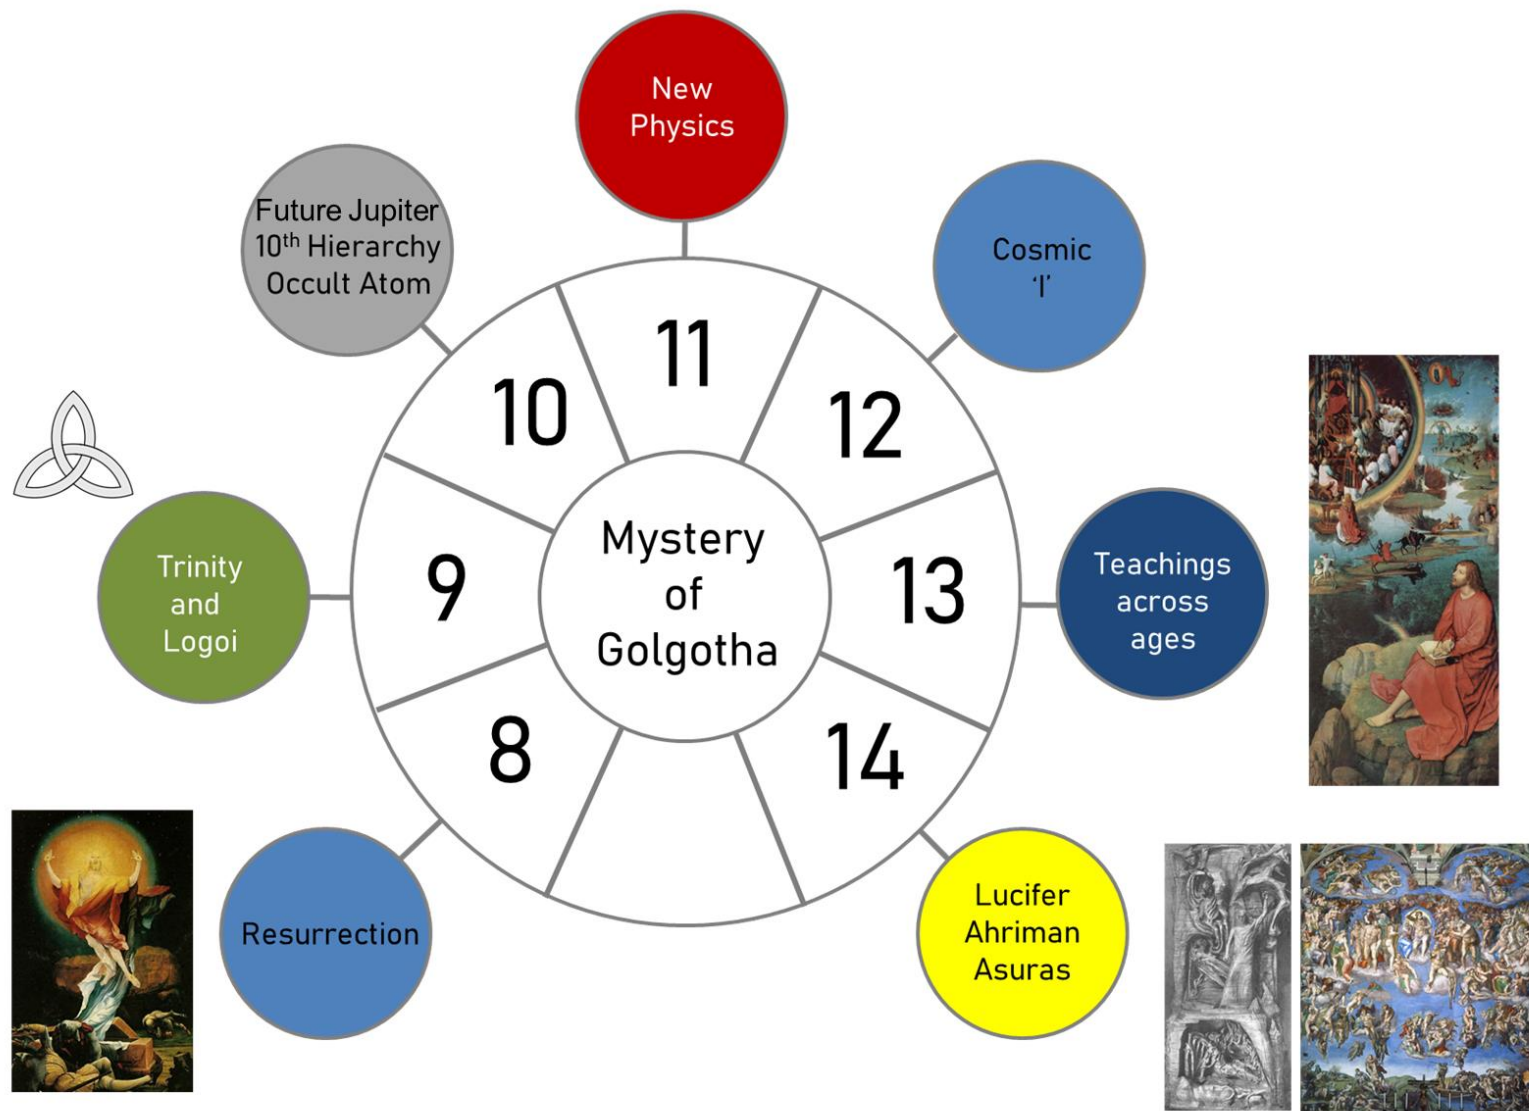 New
Physics
Future Jupiter
10th Hierarchy
Occult Atom
Cosmic
‘I’
11
10
12
Mystery
of
Golgotha
9
13
Trinity
and
Logoi
Teachings
across
ages
8
14
Resurrection
Lucifer
Ahriman
Asuras